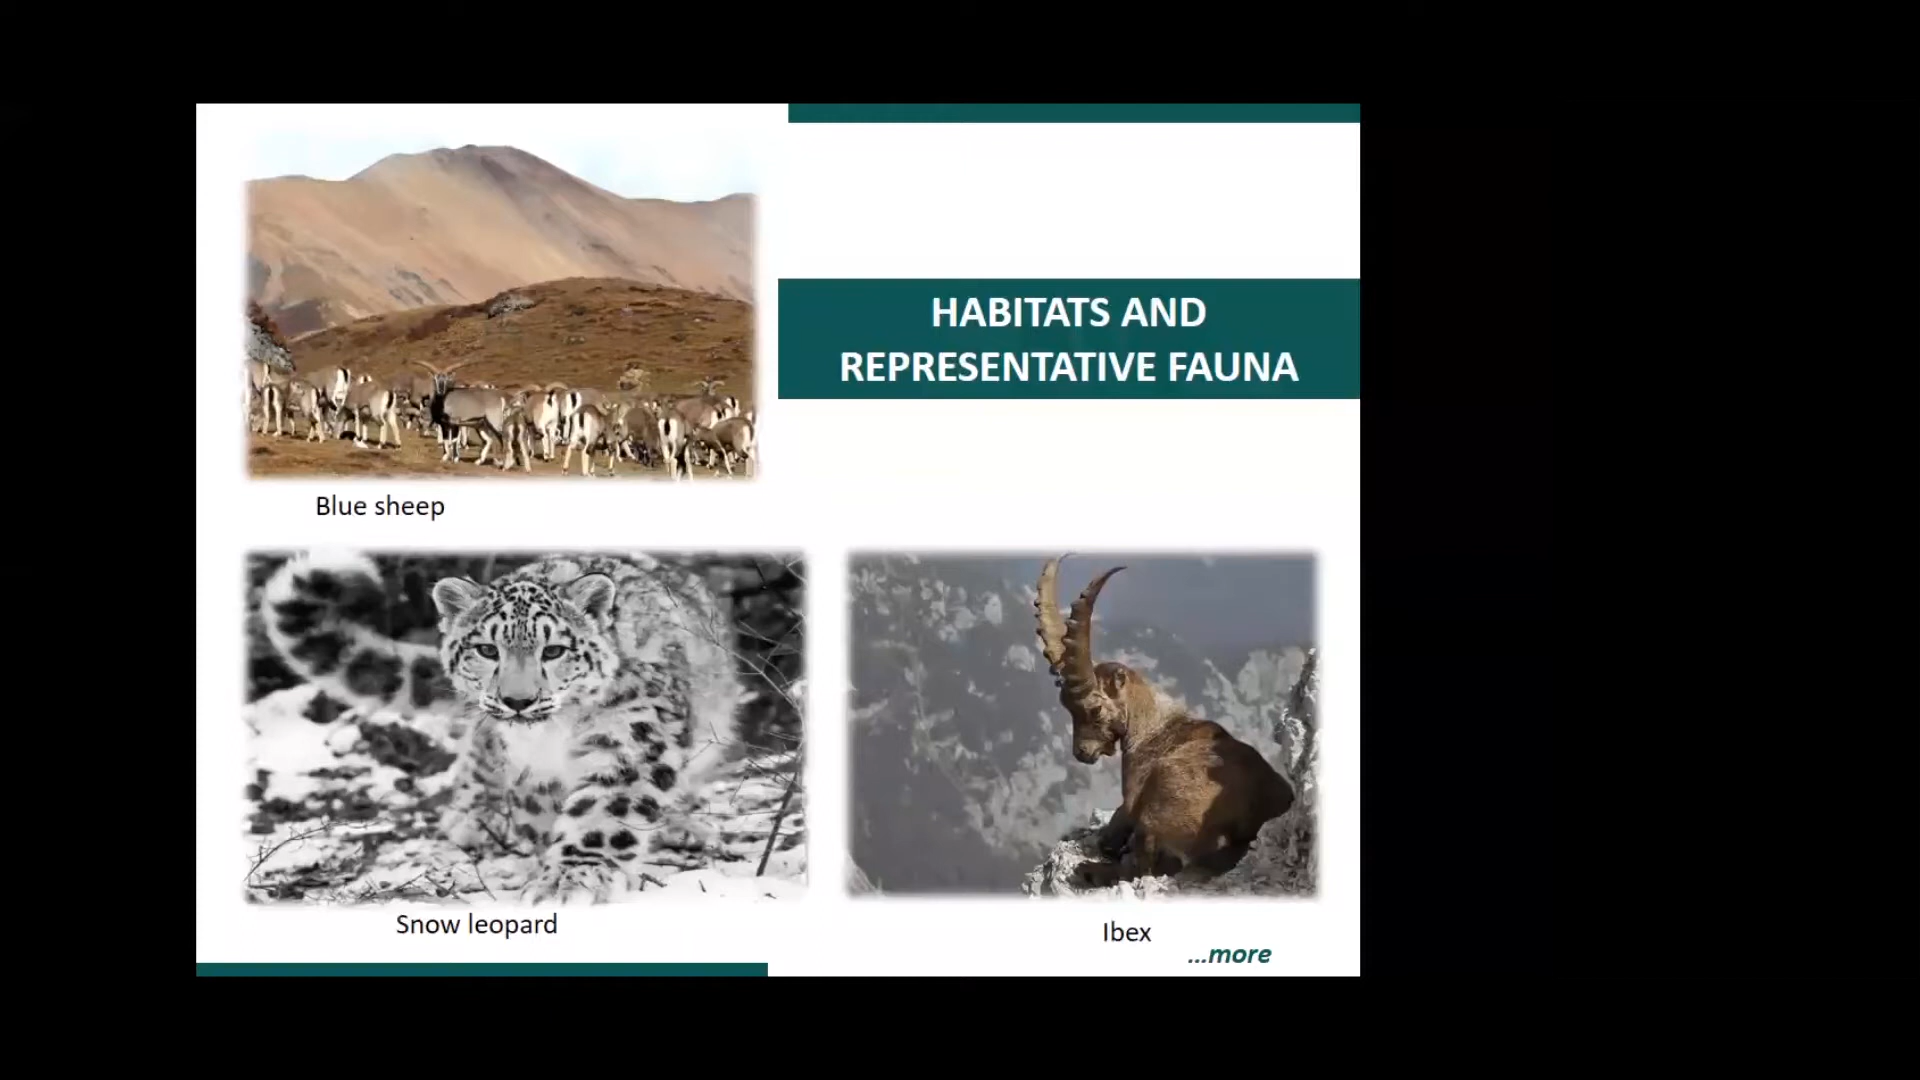 HABITATS AND
REPRESENTATIVE FAUNA
Blue sheep
Snow leopard
Ibex
...more